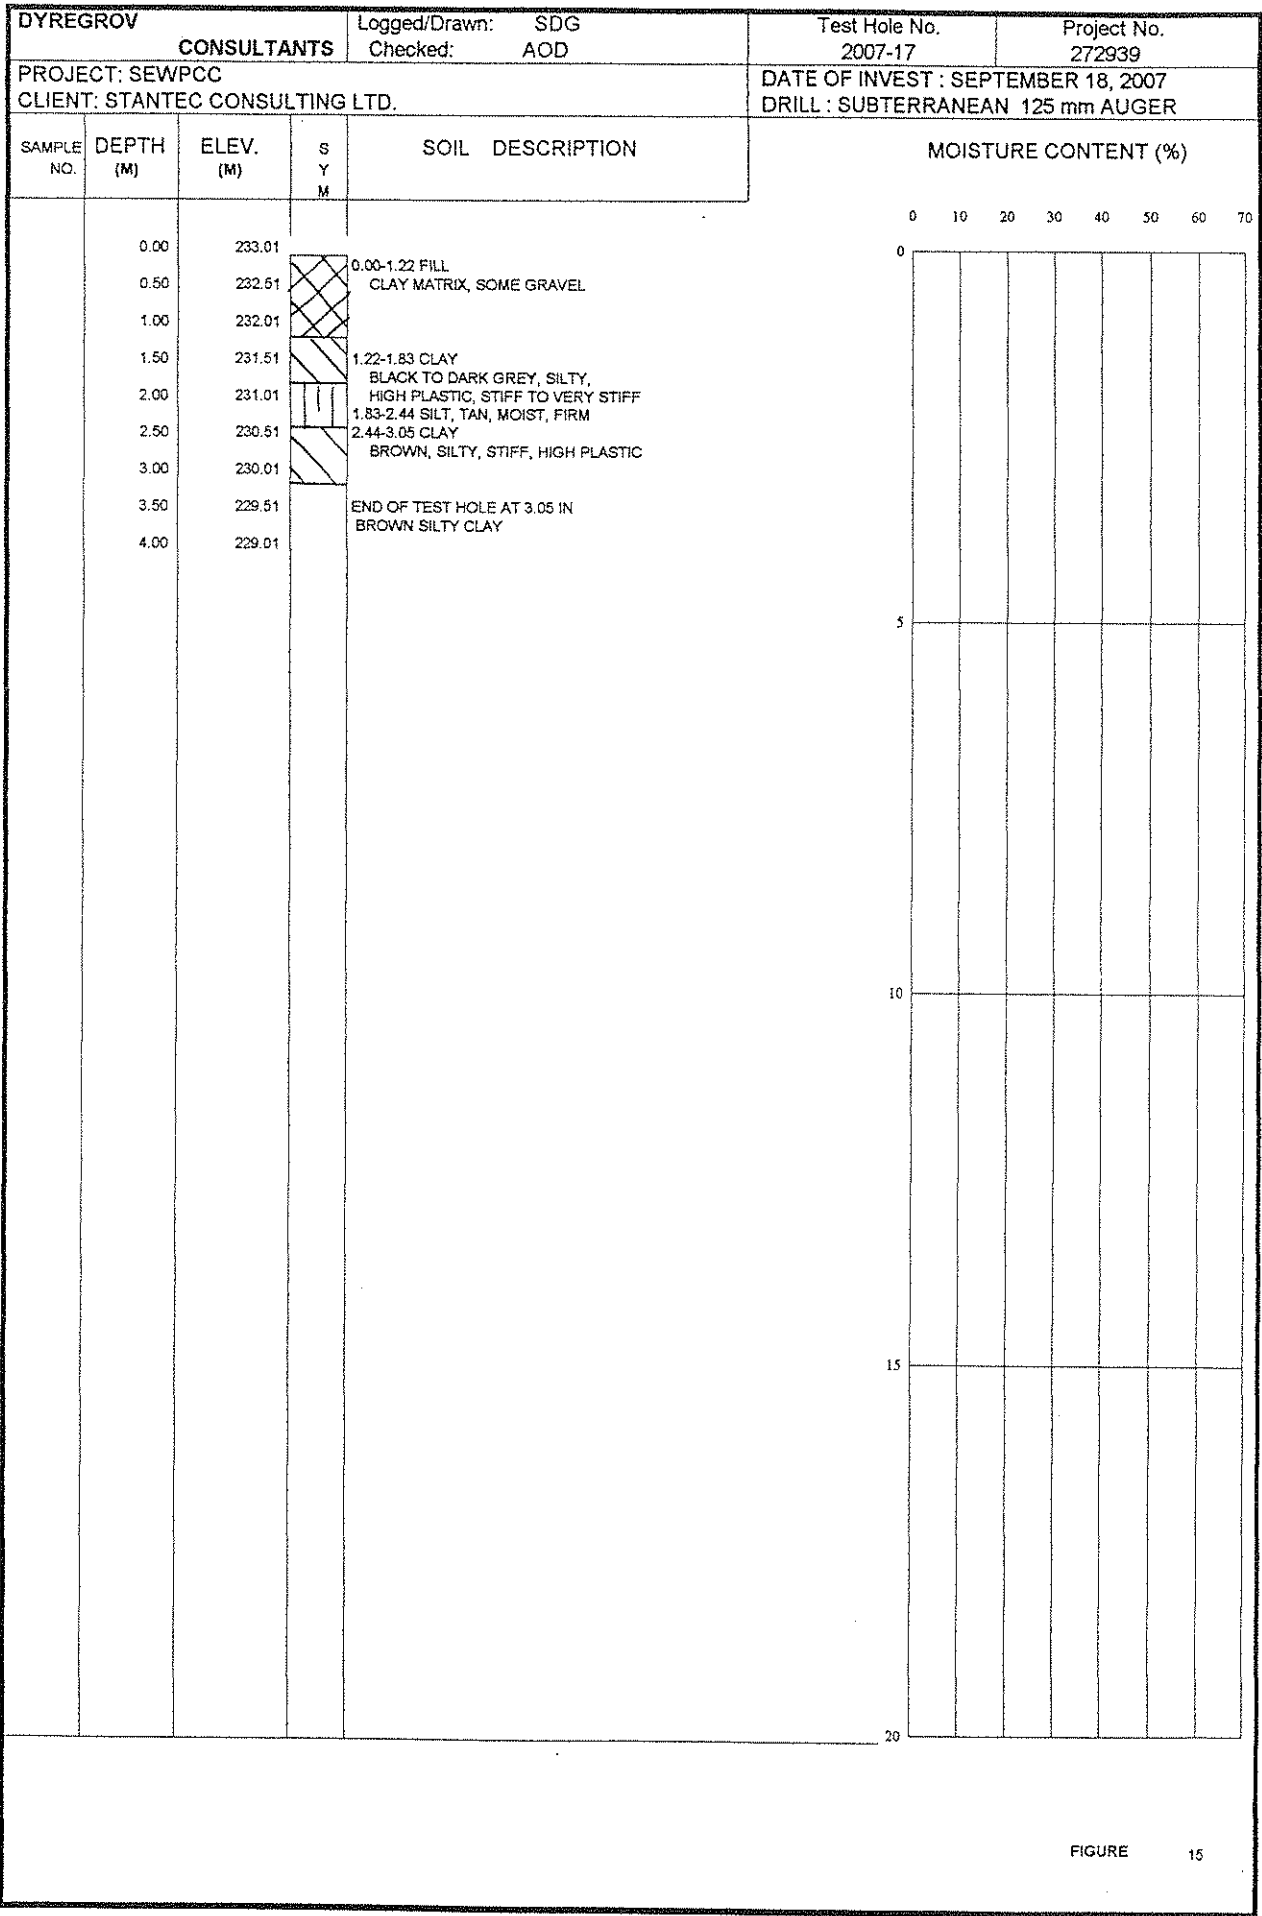 DYREGROV
CONSULTANTS
Logged/Drawn: SDG
Checked: AOD
Test Hole No.
2007-17
Project No.
272939
PROJECT: SEWPCC
CLIENT: STANTEC CONSULTING LTD.
DATE OF INVEST : SEPTEMBER 18, 2007
DRILL : SUBTERRANEAN 125 mm AUGER
SAMPLE NO.
DEPTH (M)
ELEV. (M)
S Y M
SOIL DESCRIPTION
MOISTURE CONTENT (%)
0 10 20 30 40 50 60 70
0.00 233.01
0.50 232.51
1.00 232.01
1.50 231.51
2.00 231.01
2.50 230.51
3.00 230.01
3.50 229.51
4.00 229.01
0.00-1.22 FILL
CLAY MATRIX, SOME GRAVEL
1.22-1.83 CLAY
BLACK TO DARK GREY, SILTY,
HIGH PLASTIC, STIFF TO VERY STIFF
1.83-2.44 SILT, TAN, MOIST, FIRM
2.44-3.05 CLAY
BROWN, SILTY, STIFF, HIGH PLASTIC
END OF TEST HOLE AT 3.05 IN
BROWN SILTY CLAY
0
5
10
15
20
FIGURE 15